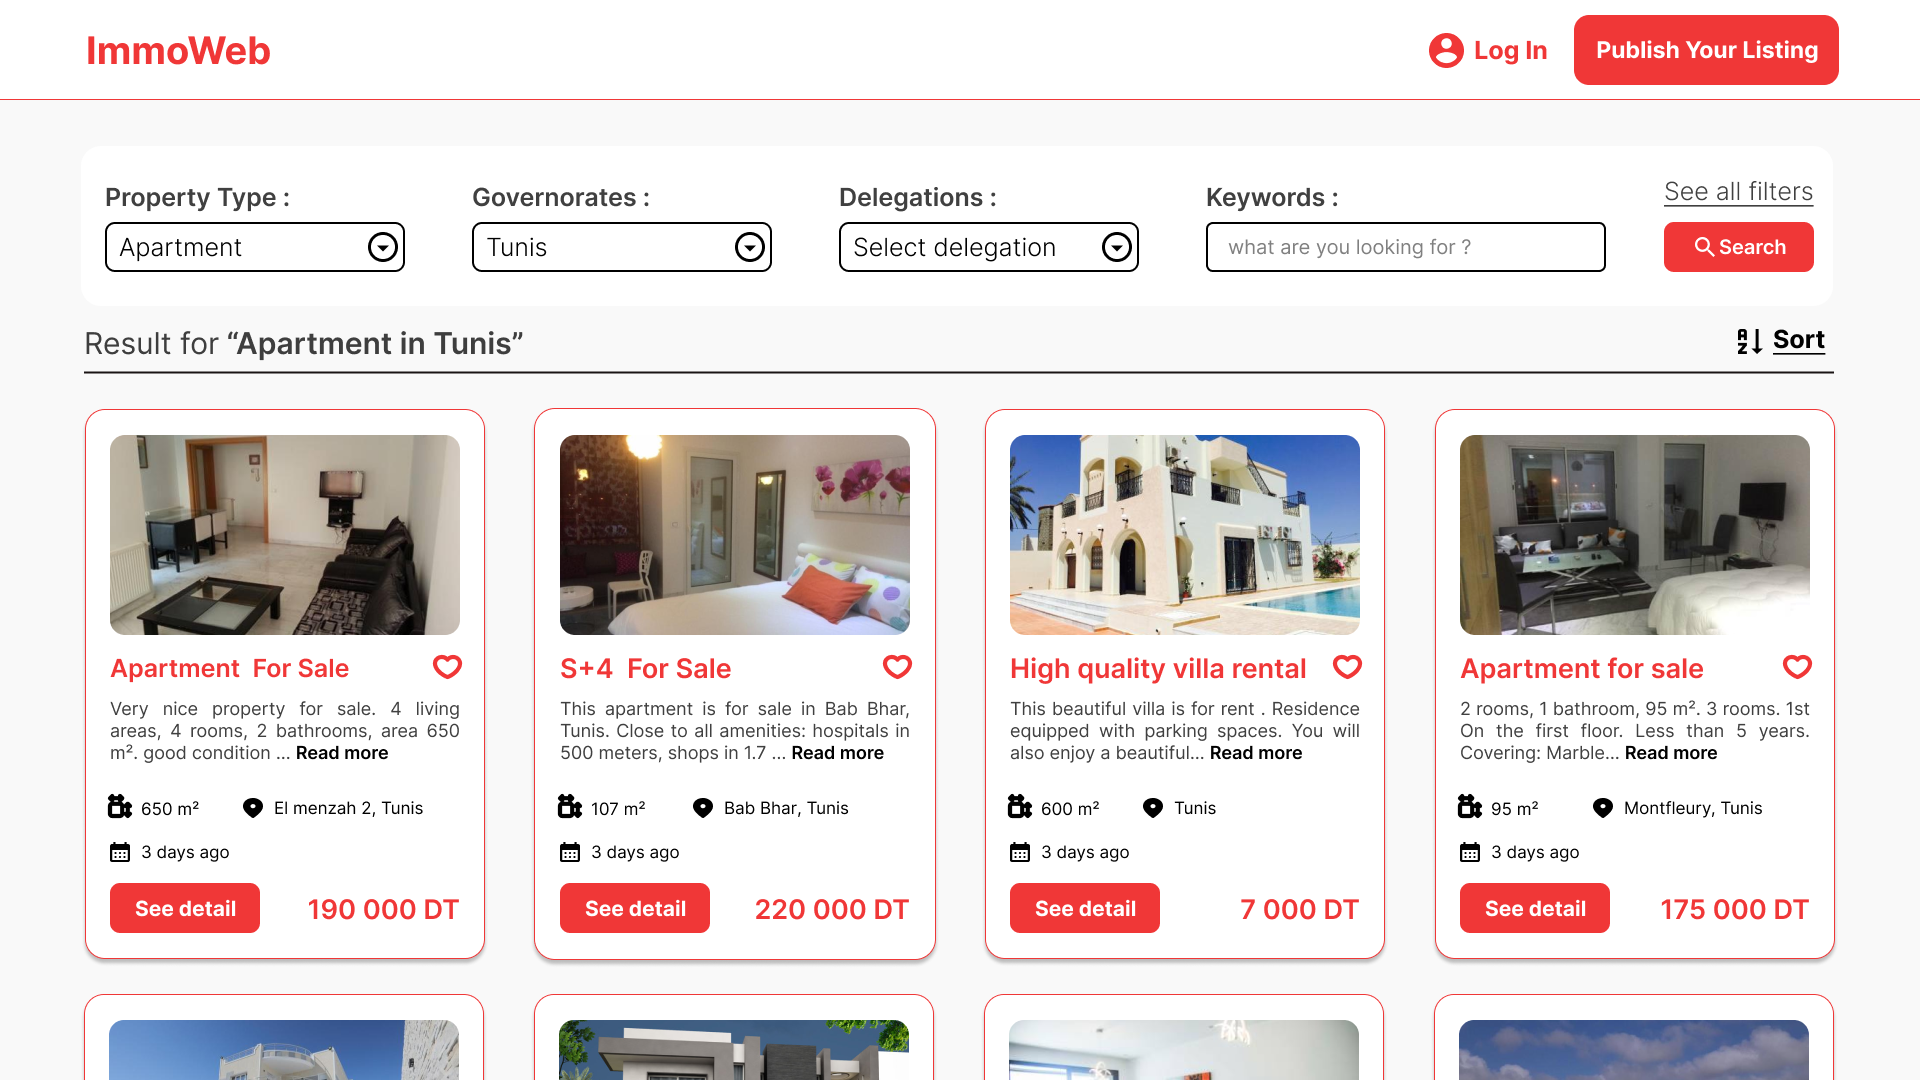 ImmoWeb
Log In
Publish Your Listing
Property Type :
Governorates :
Delegations :
Keywords :
See all filters
Apartment
Tunis
Select delegation
what are you looking for ?
Search
Result for “Apartment in Tunis”
Sort
Apartment For Sale
Very nice property for sale. 4 living
areas, 4 rooms, 2 bathrooms, area 650
m². good condition ... Read more
650 m²
El menzah 2, Tunis
3 days ago
See detail
190 000 DT
S+4 For Sale
This apartment is for sale in Bab Bhar,
Tunis. Close to all amenities: hospitals in
500 meters, shops in 1.7 ... Read more
107 m²
Bab Bhar, Tunis
3 days ago
See detail
220 000 DT
High quality villa rental
This beautiful villa is for rent . Residence
equipped with parking spaces. You will
also enjoy a beautiful... Read more
600 m²
Tunis
3 days ago
See detail
7 000 DT
Apartment for sale
2 rooms, 1 bathroom, 95 m². 3 rooms. 1st
On the first floor. Less than 5 years.
Covering: Marble... Read more
95 m²
Montfleury, Tunis
3 days ago
See detail
175 000 DT